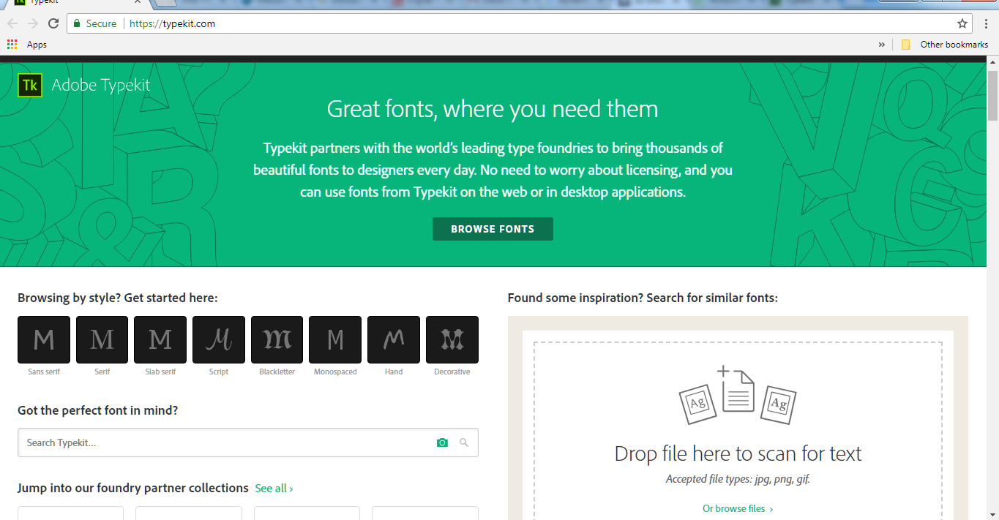 Typekit
Secure
https://typekit.com
Apps
»
Other bookmarks
Tk Adobe Typekit
Great fonts, where you need them
Typekit partners with the world's leading type foundries to bring thousands of
beautiful fonts to designers every day. No need to worry about licensing, and you
can use fonts from Typekit on the web or in desktop applications.
BROWSE FONTS
Browsing by style? Get started here:
M M M M M M M M
Sans serif Serif Slab serif Script Blackletter Monospaced Hand Decorative
Got the perfect font in mind?
Search Typekit...
Jump into our foundry partner collections See all ›
Found some inspiration? Search for similar fonts:
Ag Ag
Drop file here to scan for text
Accepted file types: jpg, png, gif.
Or browse files ›